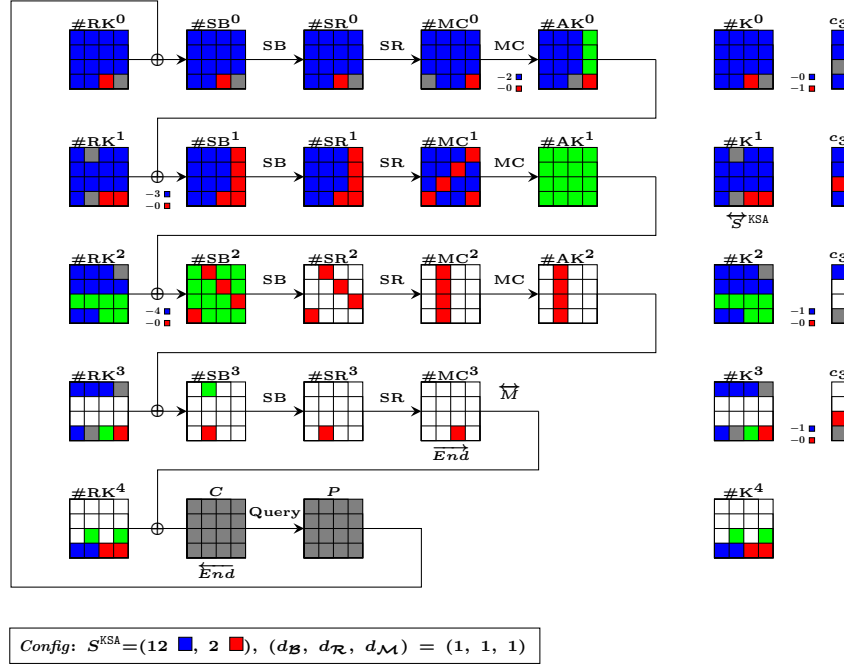 #RK⁰ #SB⁰ #SR⁰ #MC⁰ #AK⁰ #K⁰ c₃
SB SR MC
−2
−0
−0
−1
#RK¹ #SB¹ #SR¹ #MC¹ #AK¹ #K¹ c₃
SB SR MC
−3
−0
S KSA
#RK² #SB² #SR² #MC² #AK² #K² c₃
SB SR MC
−4
−0
−1
−0
#RK³ #SB³ #SR³ #MC³ M #K³ c₃
SB SR
End
−1
−0
#RK⁴ C P #K⁴
Query
End
Config: S^KSA=(12 , 2 ), (d_B, d_R, d_M) = (1, 1, 1)